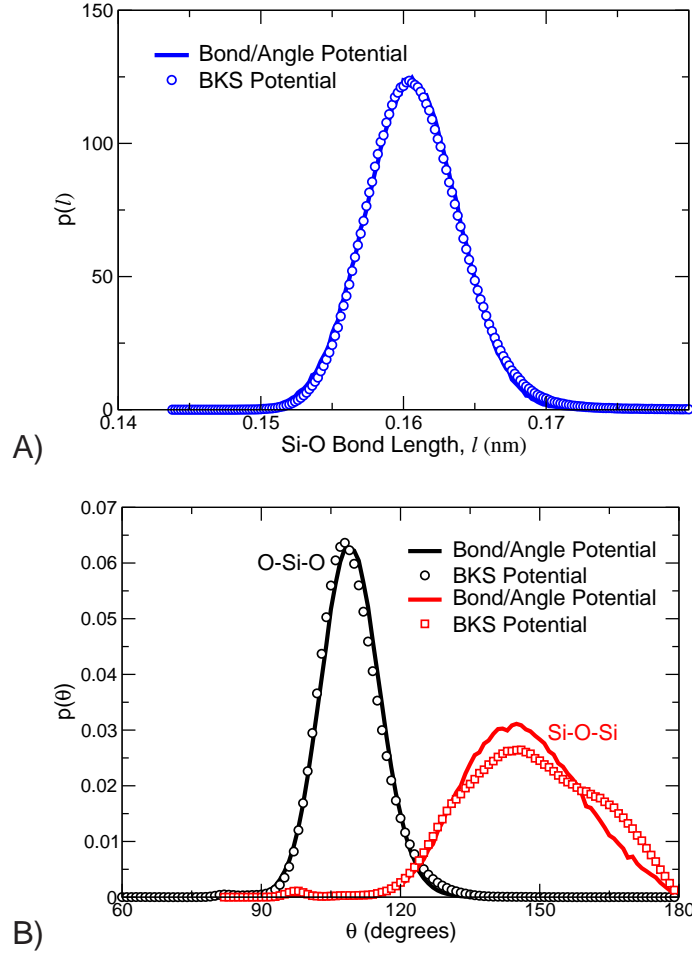 150
Bond/Angle Potential
BKS Potential
100
p(l)
50
0
0.14 0.15 0.16 0.17
Si-O Bond Length, l (nm)
A)
0.07
O-Si-O
Bond/Angle Potential
0.06
BKS Potential
Bond/Angle Potential
0.05
BKS Potential
0.04
p(θ)
0.03
Si-O-Si
0.02
0.01
0
60 90 120 150 180
θ (degrees)
B)